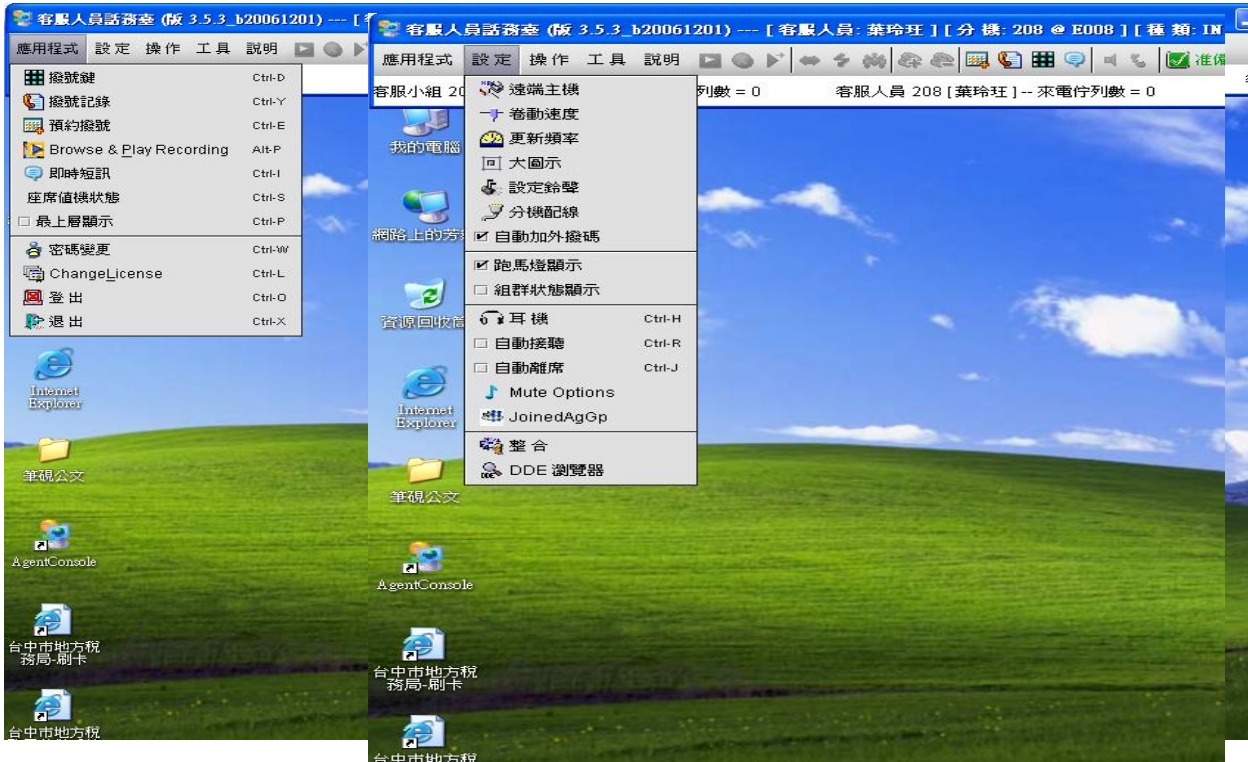 客服人員話務臺 (版 3.5.3_b20061201) --- [
應用程式 設定 操作 工具 說明
撥號鍵 Ctrl-D
撥號記錄 Ctrl-Y
預約撥號 Ctrl-E
Browse & Play Recording Alt-P
即時短訊 Ctrl-I
座席值機狀態 Ctrl-S
最上層顯示 Ctrl-P
密碼變更 Ctrl-W
ChangeLicense Ctrl-L
登出 Ctrl-O
退出 Ctrl-X
Internet
Explorer
筆硯公文
AgentConsole
台中市地方稅
務局-刷卡
台中市地方稅
客服人員話務臺 (版 3.5.3_b20061201) --- [ 客服人員: 葉玲玨 ] [ 分機: 208 @ E008 ] [ 種類: IN
應用程式 設定 操作 工具 說明 準備
客服小組 20 列數 = 0 客服人員 208 [ 葉玲玨 ] -- 來電佇列數 = 0
遠端主機
卷動速度
更新頻率
大圖示
設定鈴聲
分機配線
自動加外撥碼
跑馬燈顯示
組群狀態顯示
耳機 Ctrl-H
自動接聽 Ctrl-R
自動離席 Ctrl-J
Mute Options
JoinedAgGp
整合
DDE 瀏覽器
我的電腦
網路上的芳
資源回收筒
Internet
Explorer
筆硯公文
AgentConsole
台中市地方稅
務局-刷卡
台中市地方稅